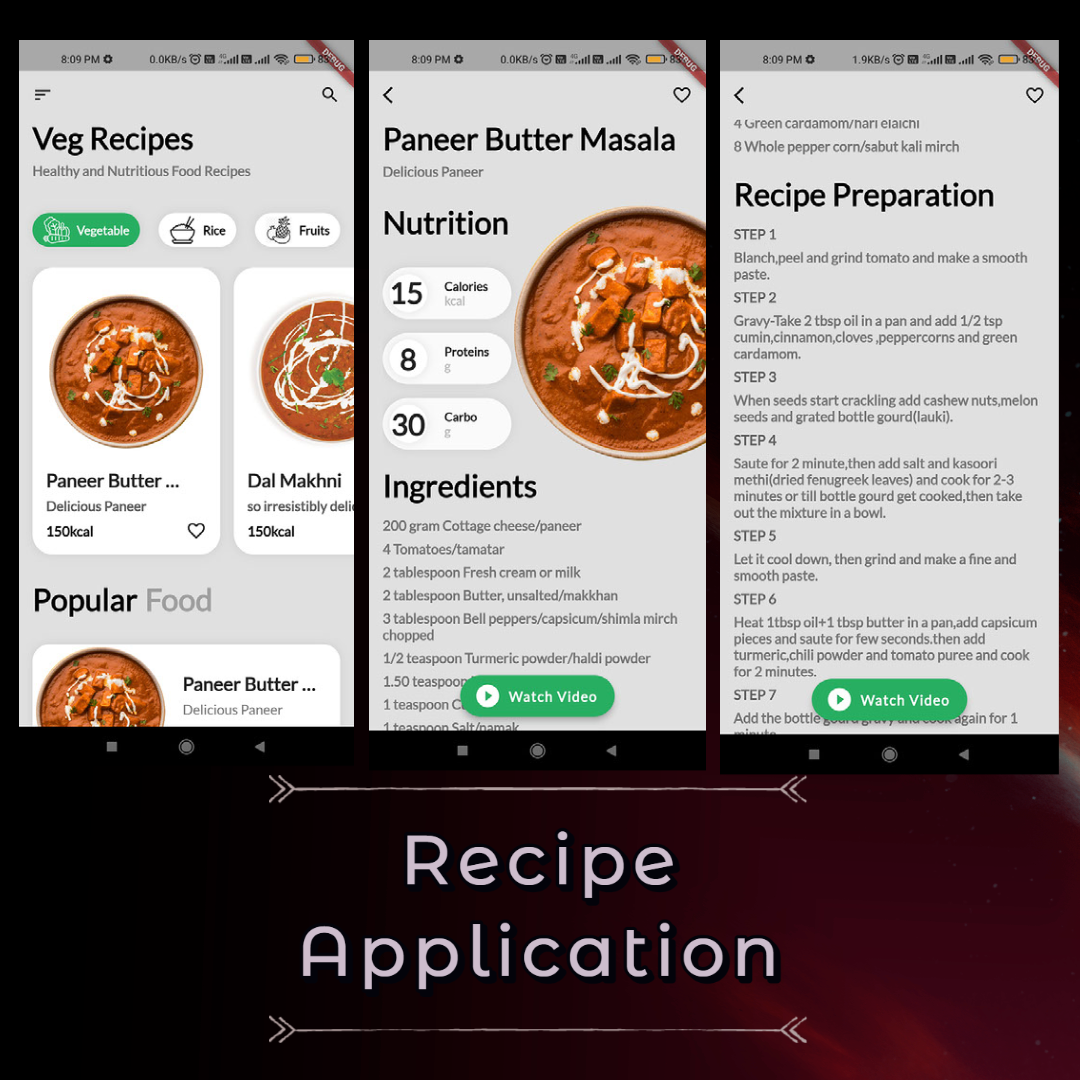 8:09 PM
0.0KB/s
DEBUG
Veg Recipes
Healthy and Nutritious Food Recipes
Vegetable
Rice
Fruits
Paneer Butter ...
Delicious Paneer
150kcal
Dal Makhni
so irresistibly
150kcal
Popular Food
Paneer Butter ...
Delicious Paneer
8:09 PM
0.0KB/s
DEBUG
Paneer Butter Masala
Delicious Paneer
Nutrition
15 Calories
kcal
8 Proteins
g
30 Carbo
g
Ingredients
200 gram Cottage cheese/paneer
4 Tomatoes/tamatar
2 tablespoon Fresh cream or milk
2 tablespoon Butter, unsalted/makkhan
3 tablespoon Bell peppers/capsicum/shimla mirch
chopped
1/2 teaspoon Turmeric powder/haldi powder
1.50 teaspoon
1 teaspoon
Watch Video
1 teaspoon Salt/namak
8:09 PM
1.9KB/s
DEBUG
4 Green cardamom/hari elaichi
8 Whole pepper corn/sabut kali mirch
Recipe Preparation
STEP 1
Blanch,peel and grind tomato and make a smooth
paste.
STEP 2
Gravy-Take 2 tbsp oil in a pan and add 1/2 tsp
cumin,cinnamon,cloves ,peppercorns and green
cardamom.
STEP 3
When seeds start crackling add cashew nuts,melon
seeds and grated bottle gourd(lauki).
STEP 4
Saute for 2 minute,then add salt and kasoori
methi(dried fenugreek leaves) and cook for 2-3
minutes or till bottle gourd get cooked,then take
out the mixture in a bowl.
STEP 5
Let it cool down, then grind and make a fine and
smooth paste.
STEP 6
Heat 1tbsp oil+1 tbsp butter in a pan,add capsicum
pieces and saute for few seconds.then add
turmeric,chili powder and tomato puree and cook
for 2 minutes.
STEP 7
Watch Video
Add the bottle gourd gravy and cook again for 1
minute
Recipe
Application